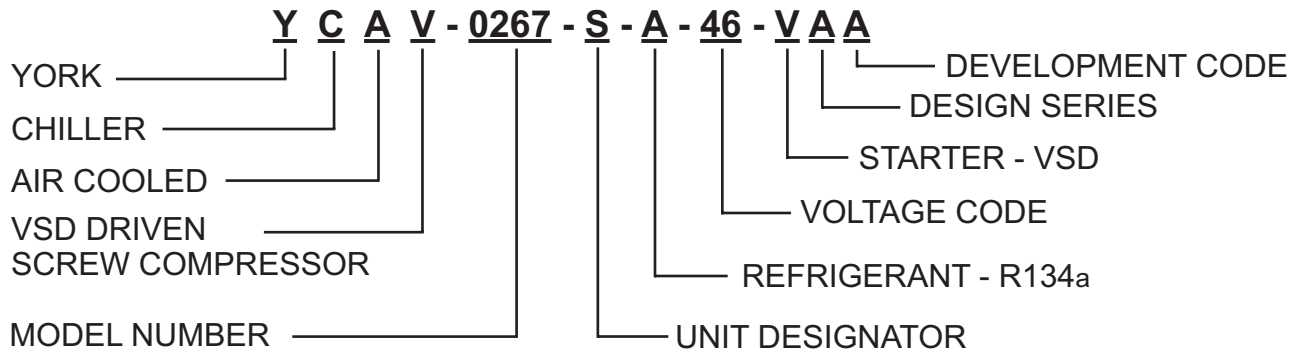 Y C A V - 0267 - S - A - 46 - V A A
YORK
CHILLER
AIR COOLED
VSD DRIVEN
SCREW COMPRESSOR
MODEL NUMBER
DEVELOPMENT CODE
DESIGN SERIES
STARTER - VSD
VOLTAGE CODE
REFRIGERANT - R134a
UNIT DESIGNATOR